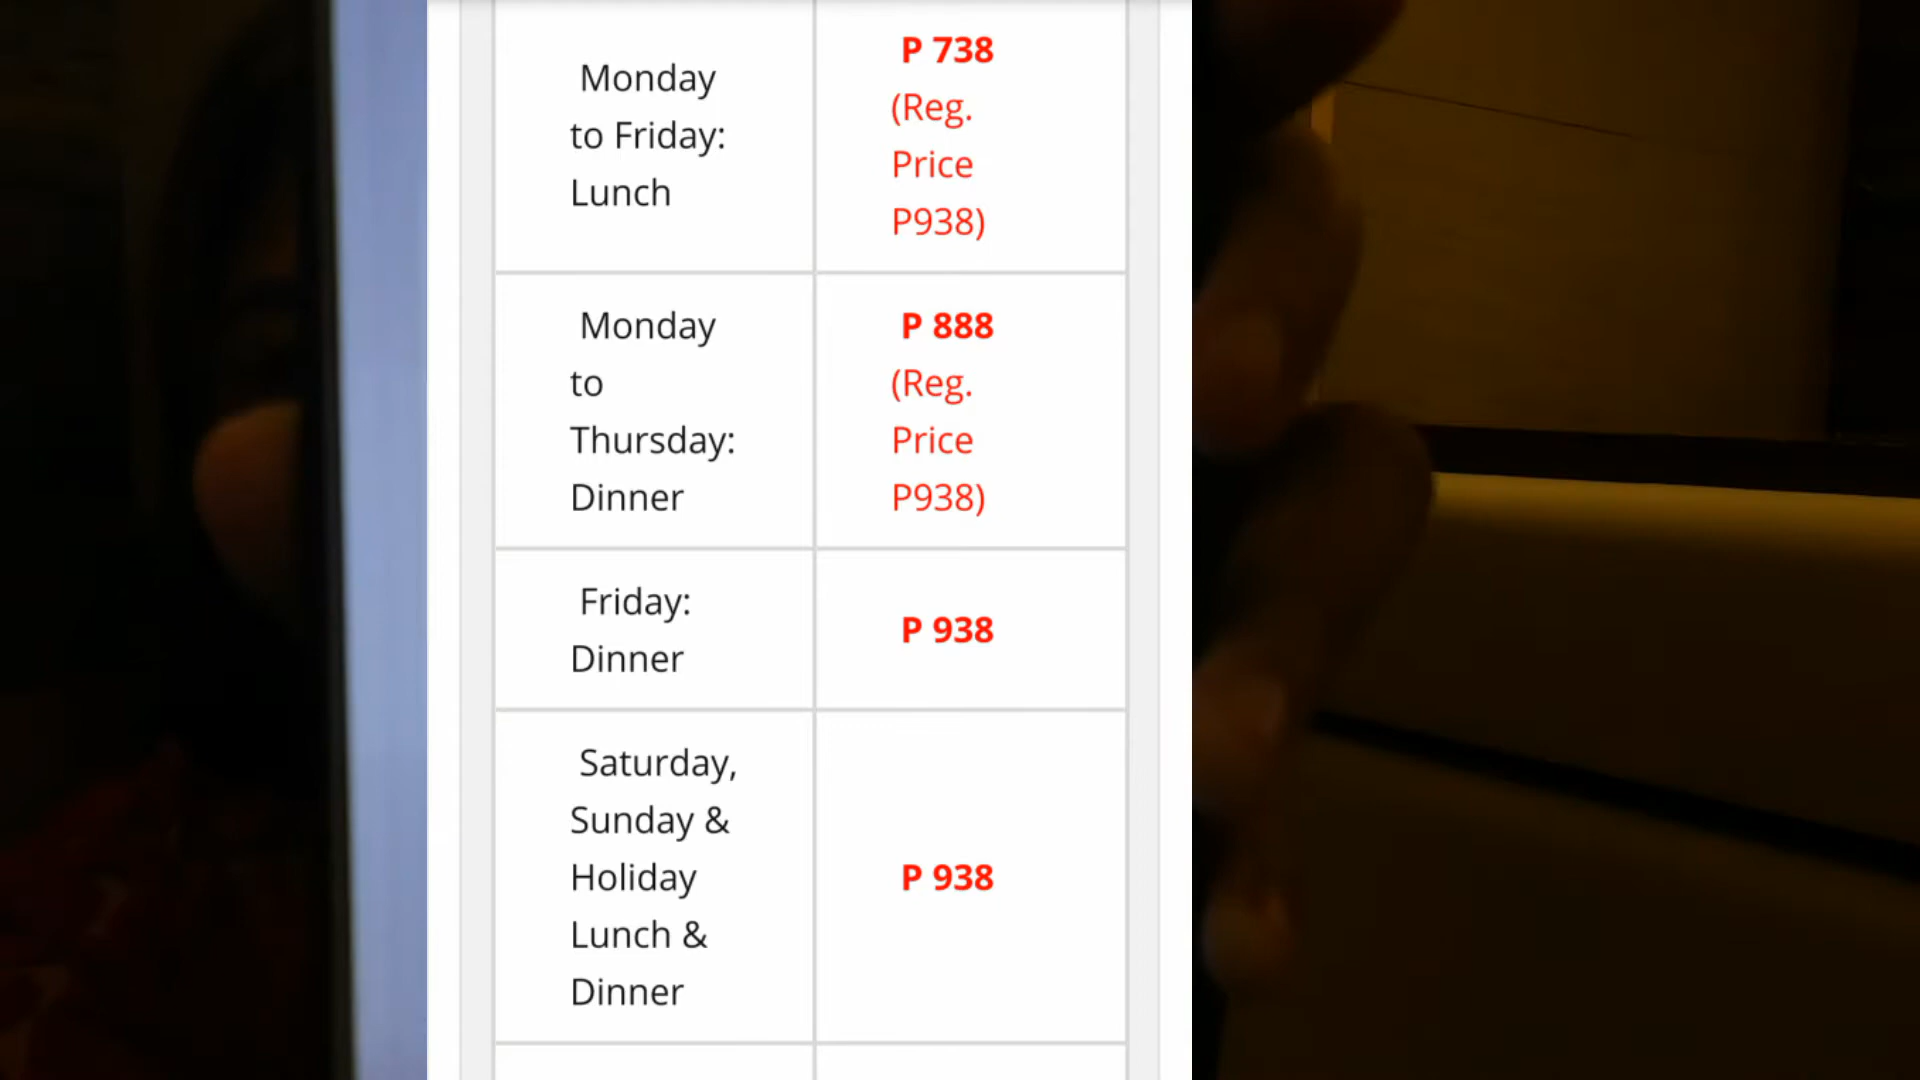 Monday
to Friday:
Lunch
P 738
(Reg.
Price
P938)
Monday
to
Thursday:
Dinner
P 888
(Reg.
Price
P938)
Friday:
Dinner
P 938
Saturday,
Sunday &
Holiday
Lunch &
Dinner
P 938